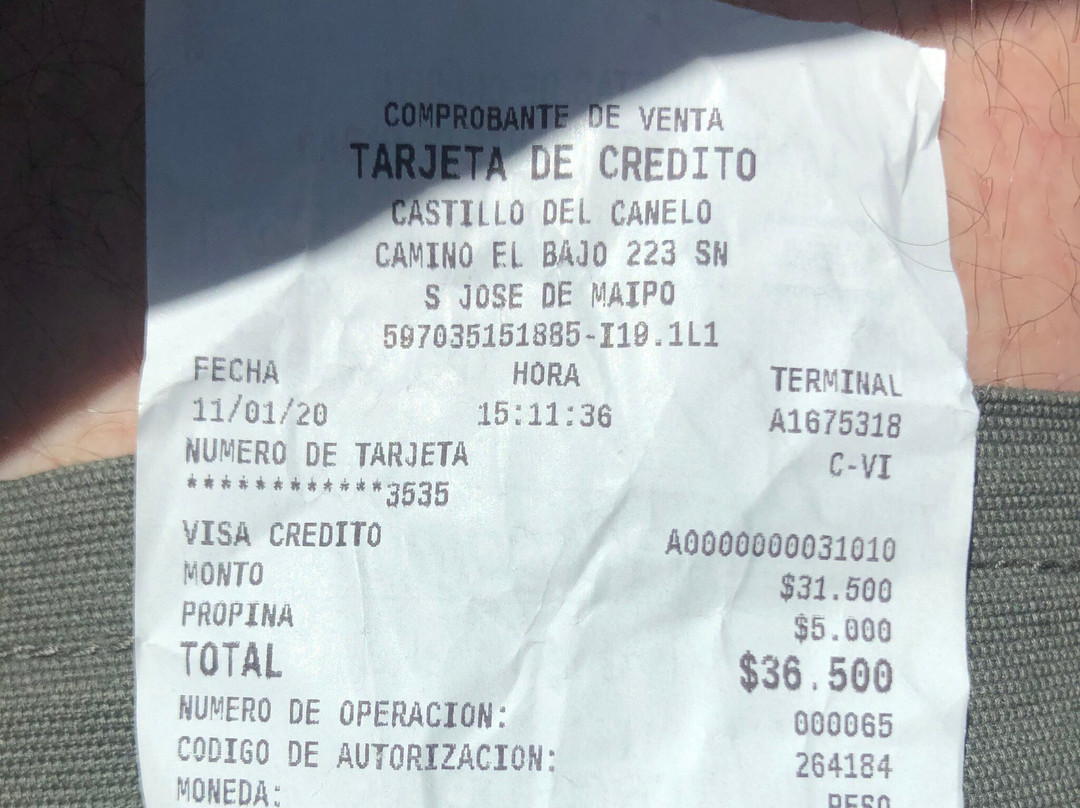 COMPROBANTE DE VENTA
TARJETA DE CREDITO
CASTILLO DEL CANELO
CAMINO EL BAJO 223 SN
S JOSE DE MAIPO
597035151885-I19.1L1
FECHA HORA TERMINAL
11/01/20 15:11:36 A1675318
NUMERO DE TARJETA C-VI
************3535
VISA CREDITO A0000000031010
MONTO $31.500
PROPINA $5.000
TOTAL $36.500
NUMERO DE OPERACION: 000065
CODIGO DE AUTORIZACION: 264184
MONEDA: PESO